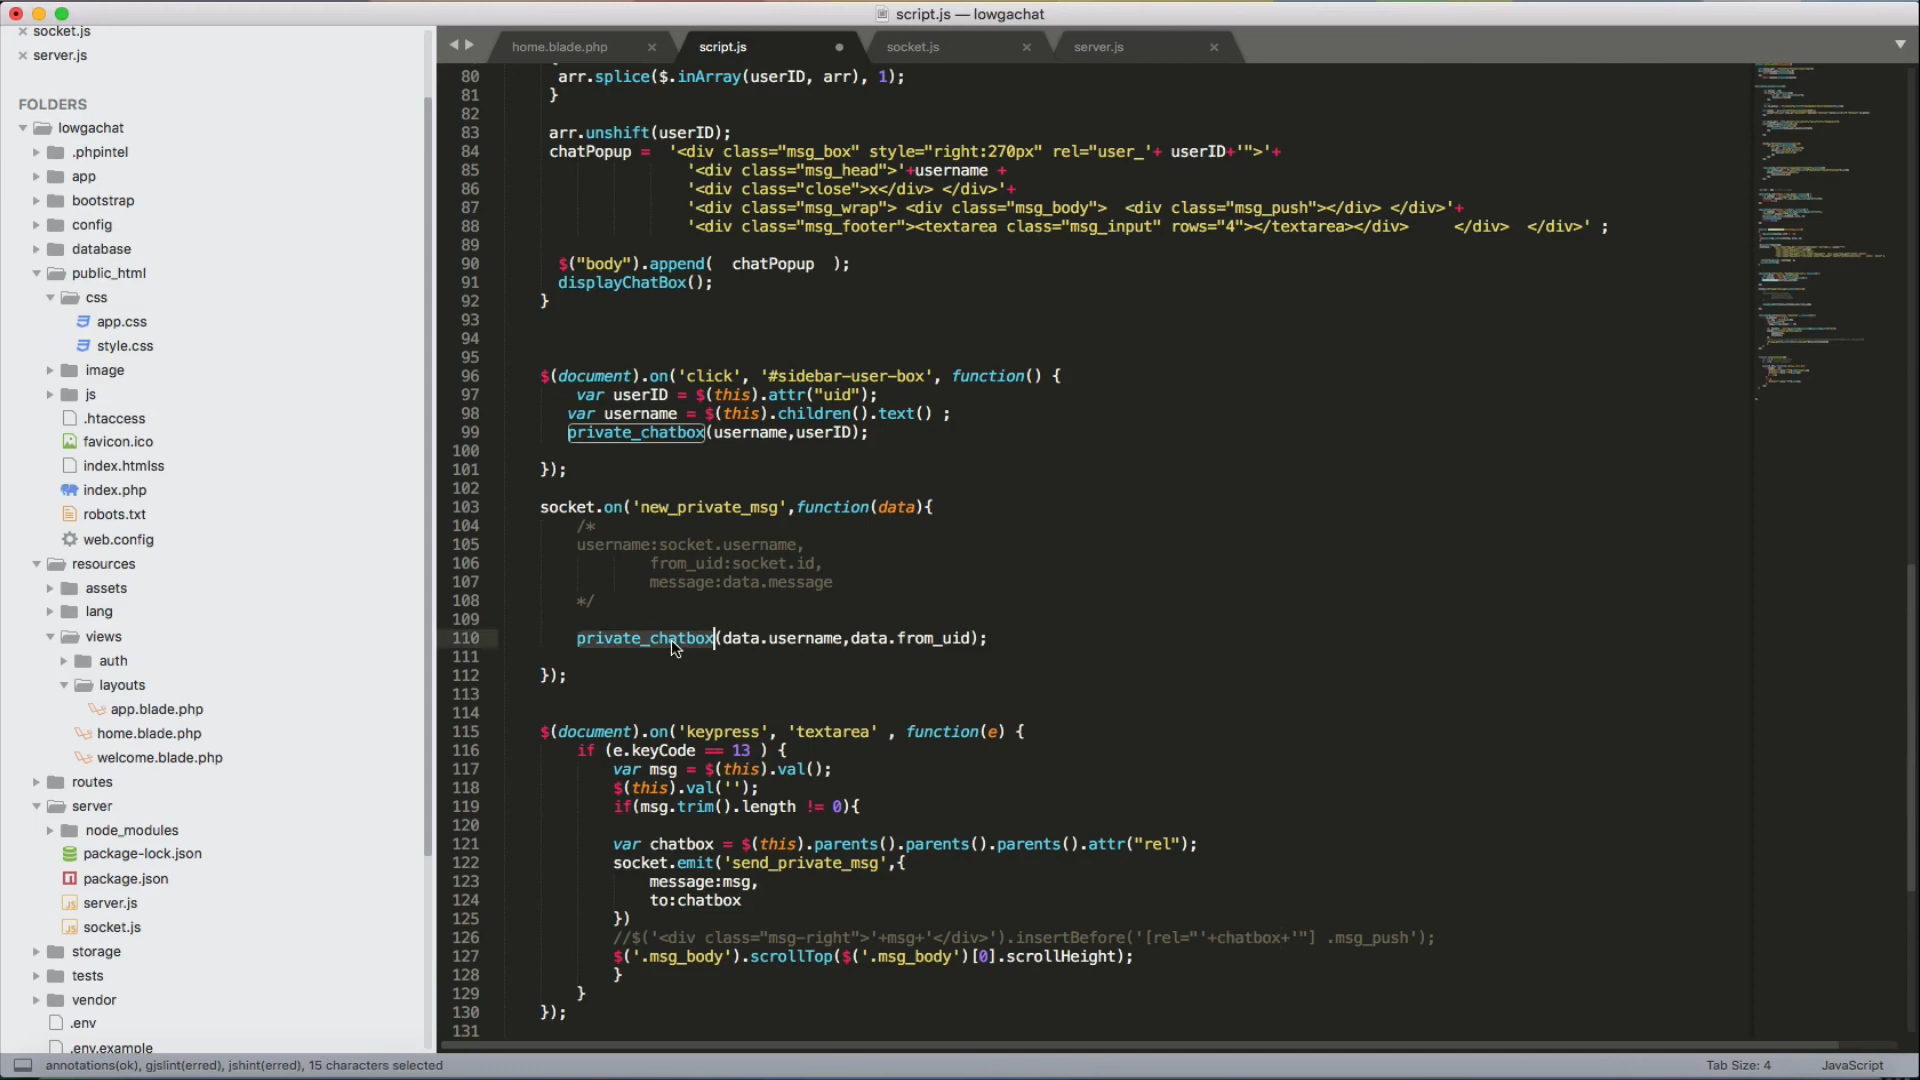 script.js — lowgachat
socket.js
server.js
FOLDERS
lowgachat
.phpintel
app
bootstrap
config
database
public_html
css
app.css
style.css
image
js
.htaccess
favicon.ico
index.htmlss
index.php
robots.txt
web.config
resources
assets
lang
views
auth
layouts
app.blade.php
home.blade.php
welcome.blade.php
routes
server
node_modules
package-lock.json
package.json
server.js
socket.js
storage
tests
vendor
.env
.env.example
home.blade.php
script.js
socket.js
server.js
80 arr.splice($.inArray(userID, arr), 1);
81 }
82
83 arr.unshift(userID);
84 chatPopup = '<div class="msg_box" style="right:270px" rel="user_'+ userID+'">'+
85 '<div class="msg_head">'+username +
86 '<div class="close">x</div> </div>'+
87 '<div class="msg_wrap"> <div class="msg_body"> <div class="msg_push"></div> </div>'+
88 '<div class="msg_footer"><textarea class="msg_input" rows="4"></textarea></div> </div> </div>' ;
89
90 $("body").append( chatPopup );
91 displayChatBox();
92 }
93
94
95
96 $(document).on('click', '#sidebar-user-box', function() {
97 var userID = $(this).attr("uid");
98 var username = $(this).children().text() ;
99 private_chatbox(username,userID);
100
101 });
102
103 socket.on('new_private_msg',function(data){
104 /*
105 username:socket.username,
106 from_uid:socket.id,
107 message:data.message
108 */
109
110 private_chatbox(data.username,data.from_uid);
111
112 });
113
114
115 $(document).on('keypress', 'textarea' , function(e) {
116 if (e.keyCode == 13 ) {
117 var msg = $(this).val();
118 $(this).val('');
119 if(msg.trim().length != 0){
120
121 var chatbox = $(this).parents().parents().parents().attr("rel");
122 socket.emit('send_private_msg',{
123 message:msg,
124 to:chatbox
125 })
126 //$('<div class="msg-right">'+msg+'</div>').insertBefore('[rel="'+chatbox+'"] .msg_push');
127 $('.msg_body').scrollTop($('.msg_body')[0].scrollHeight);
128 }
129 }
130 });
131
annotations(ok), gjslint(erred), jshint(erred), 15 characters selected
Tab Size: 4
JavaScript